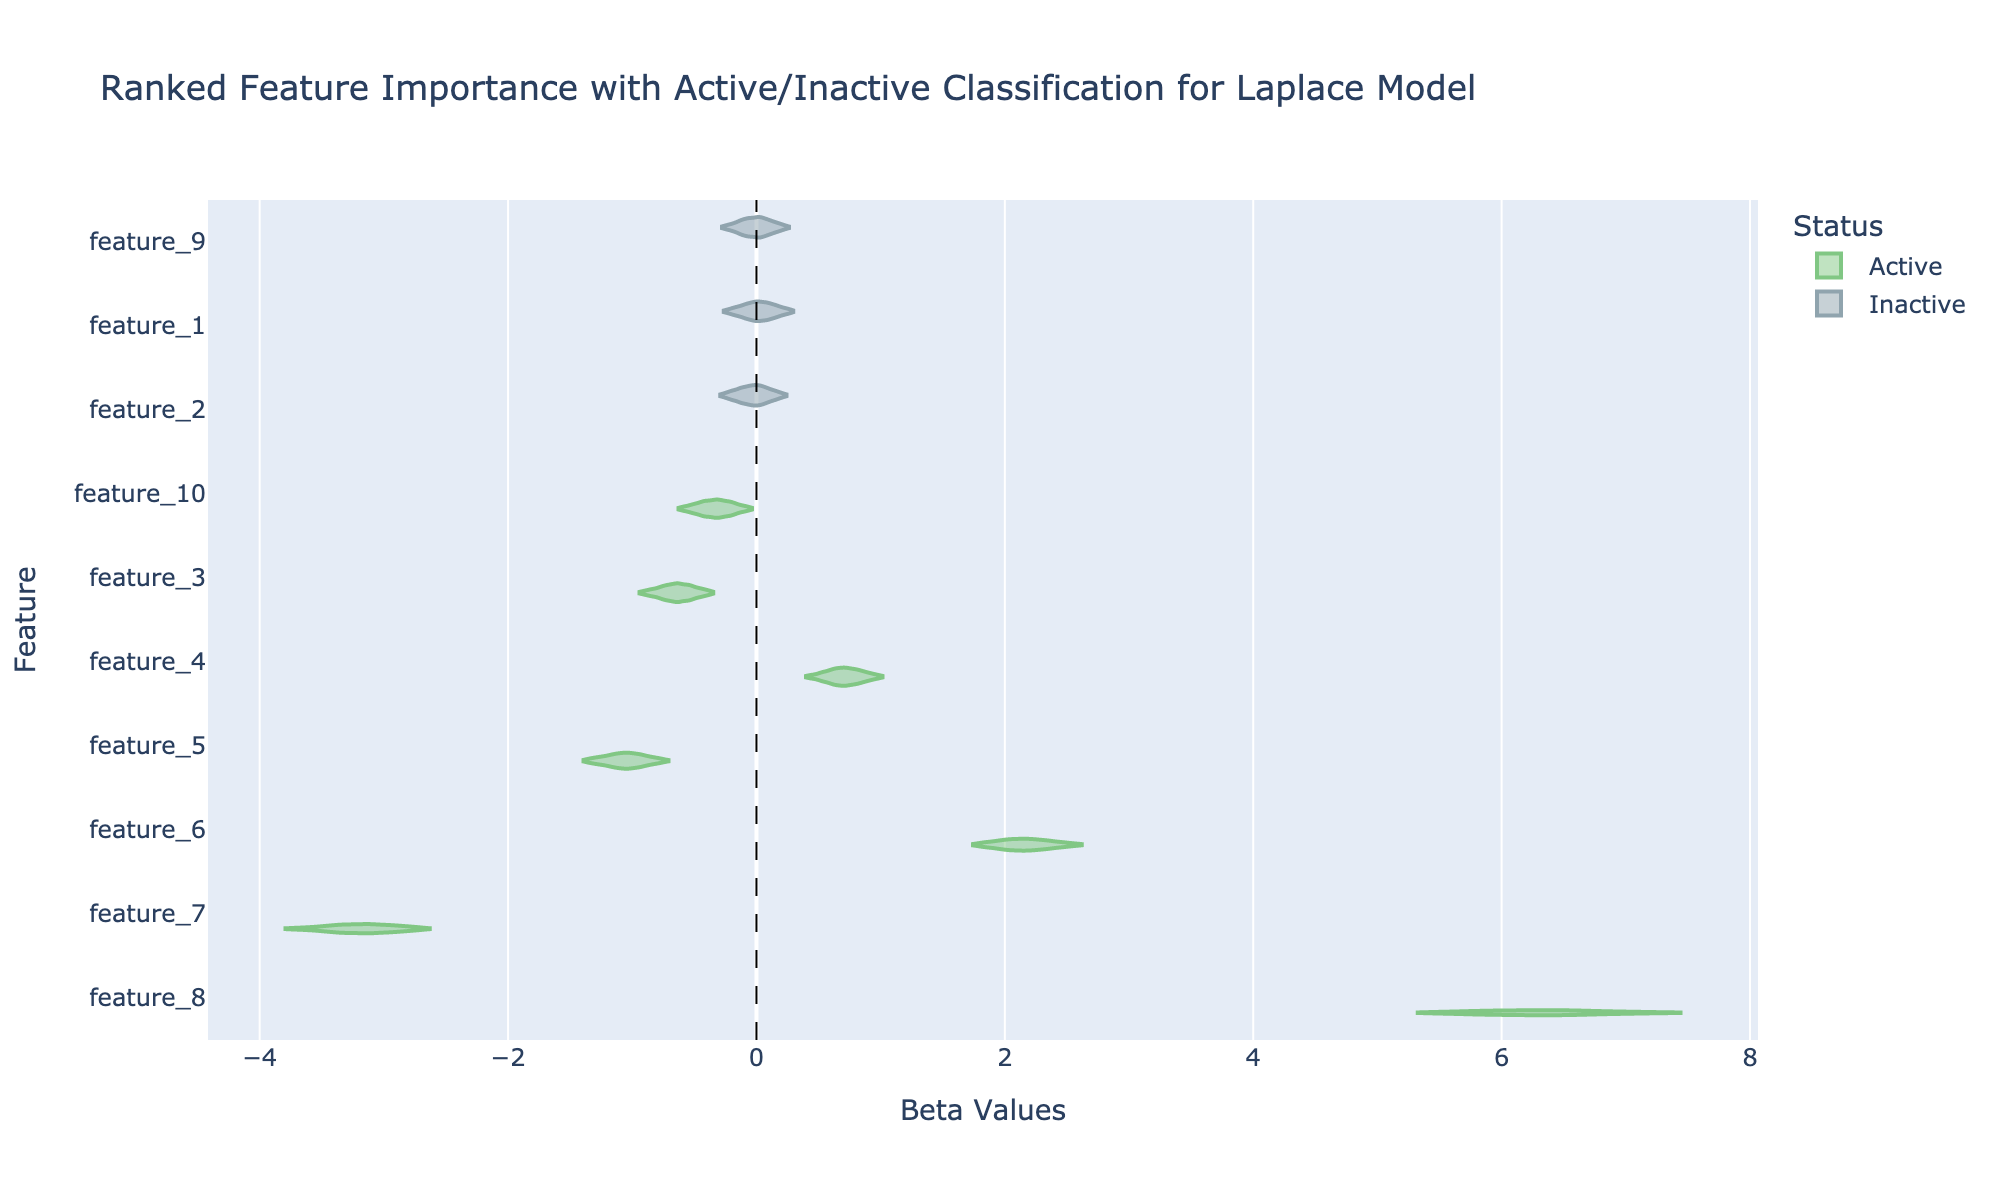 Ranked Feature Importance with Active/Inactive Classification for Laplace Model
Status
Active
Inactive
Feature
feature_9
feature_1
feature_2
feature_10
feature_3
feature_4
feature_5
feature_6
feature_7
feature_8
−4 −2 0 2 4 6 8
Beta Values